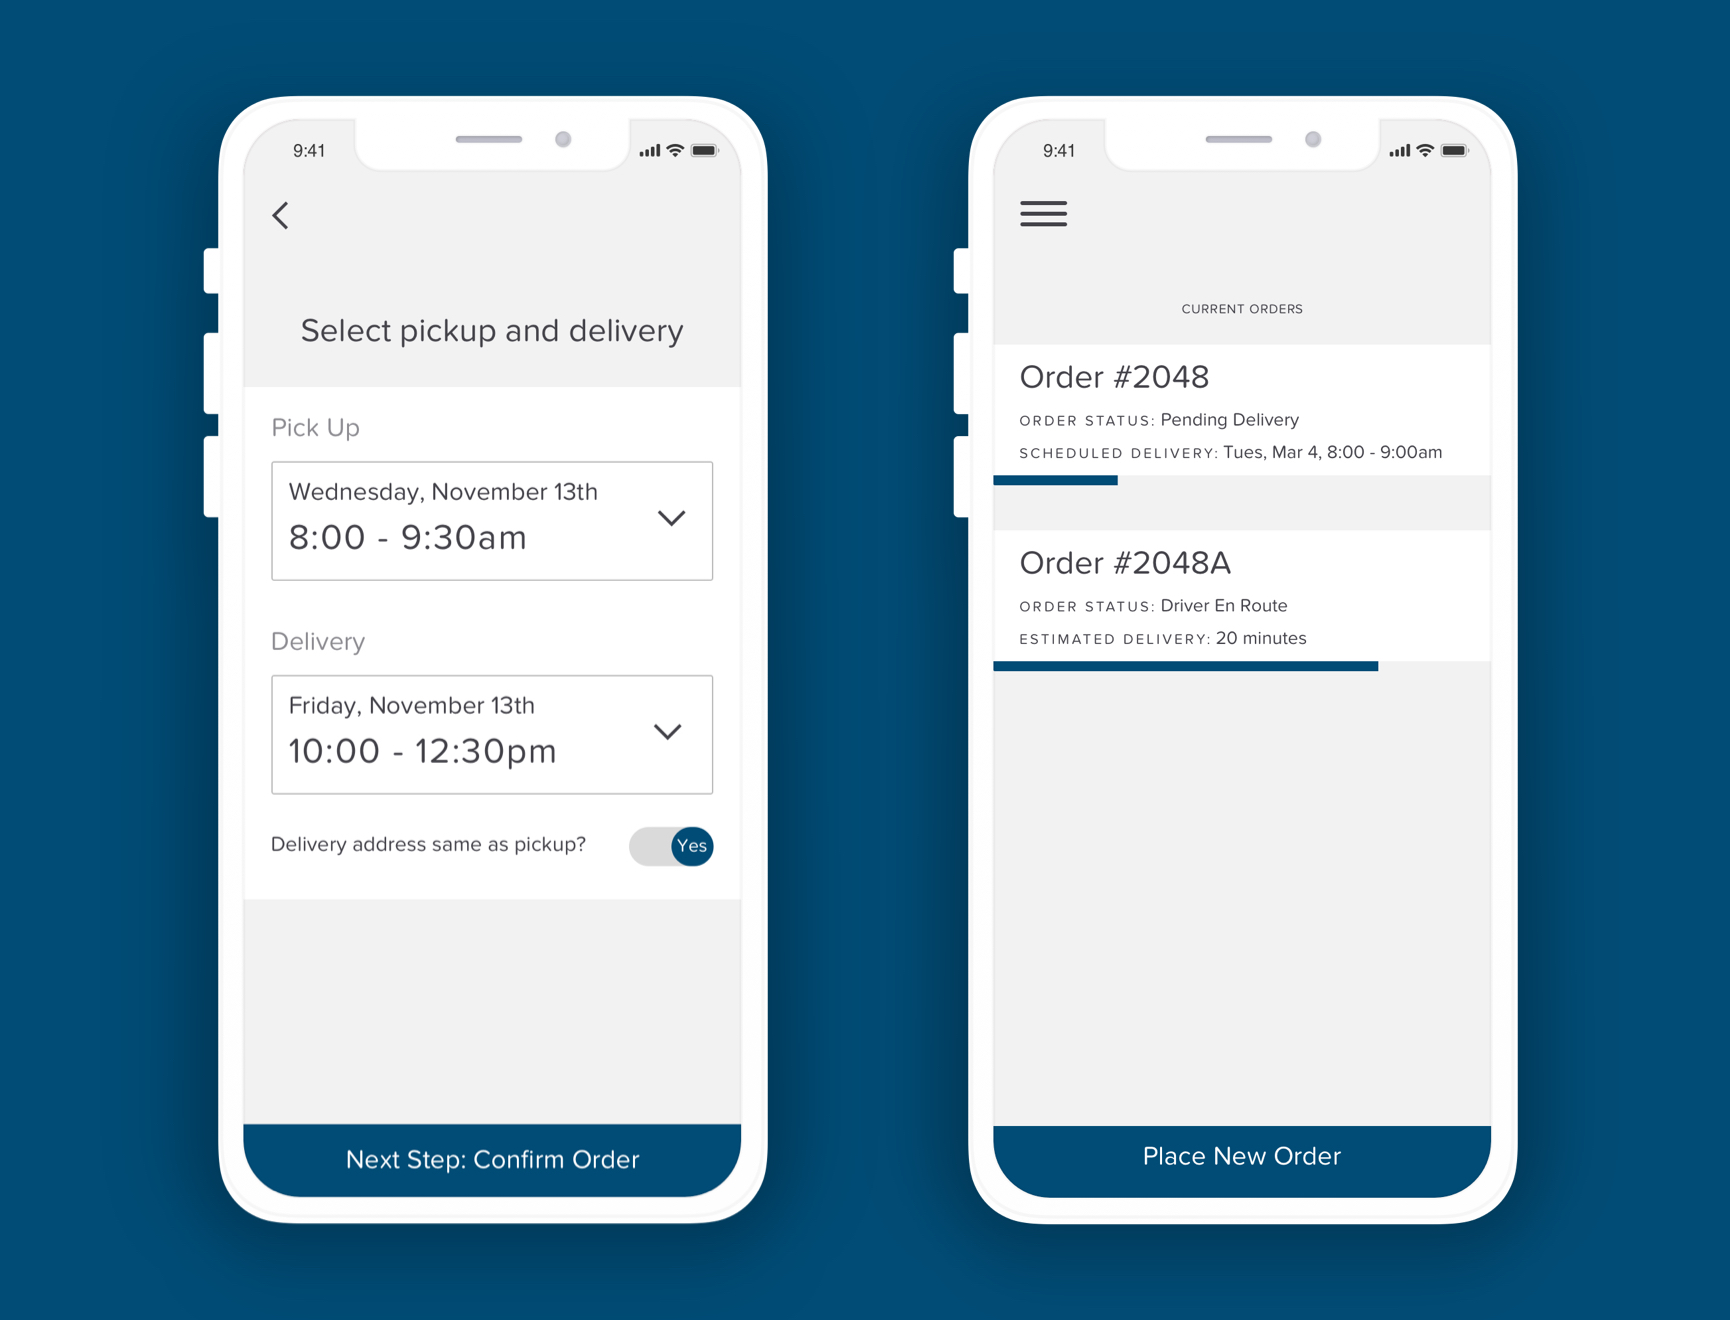 9:41
Select pickup and delivery
Pick Up
Wednesday, November 13th
8:00 - 9:30am
Delivery
Friday, November 13th
10:00 - 12:30pm
Delivery address same as pickup? Yes
Next Step: Confirm Order
9:41
CURRENT ORDERS
Order #2048
ORDER STATUS: Pending Delivery
SCHEDULED DELIVERY: Tues, Mar 4, 8:00 - 9:00am
Order #2048A
ORDER STATUS: Driver En Route
ESTIMATED DELIVERY: 20 minutes
Place New Order